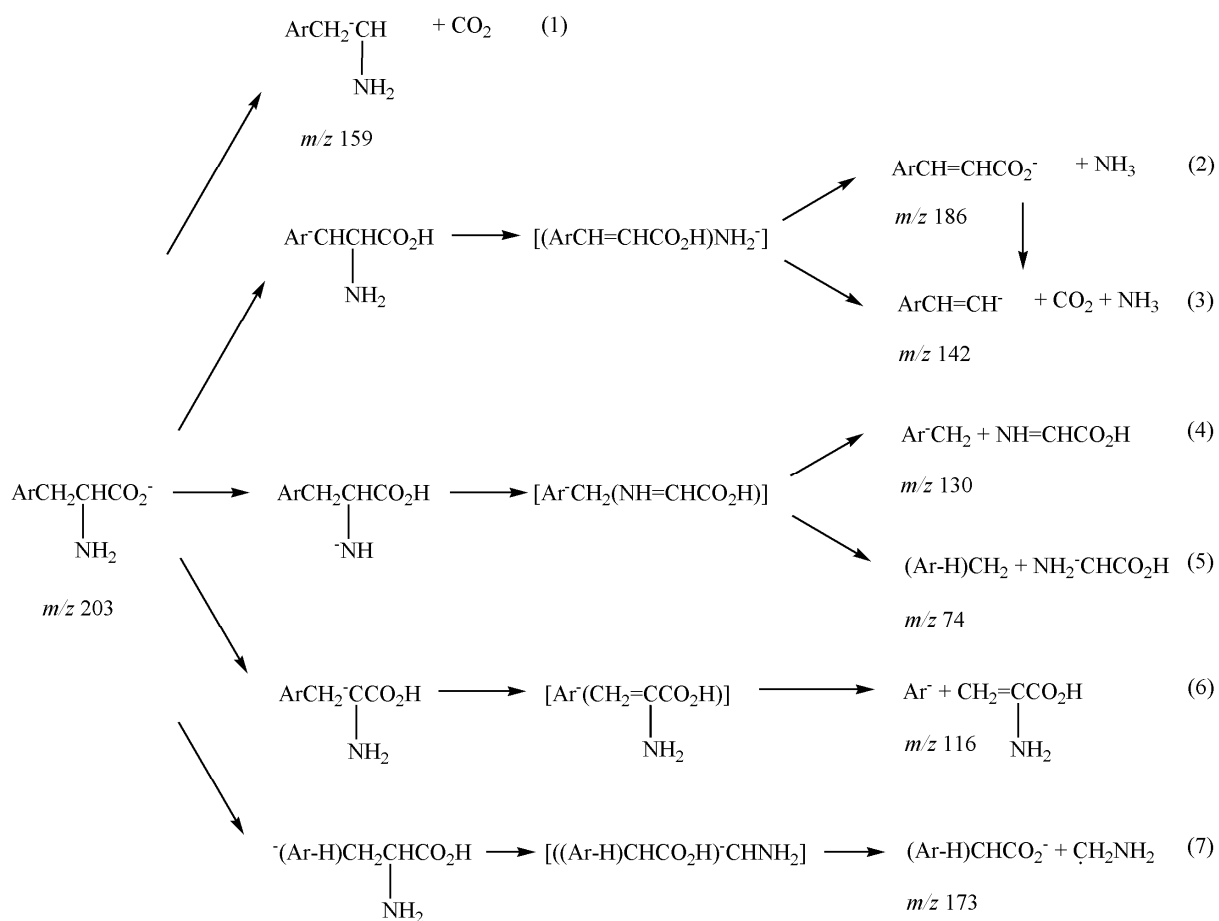 ArCH₂⁻CH + CO₂ (1)
NH₂
m/z 159
ArCH=CHCO₂⁻ + NH₃ (2)
m/z 186
Ar⁻CHCHCO₂H [(ArCH=CHCO₂H)NH₂⁻]
NH₂
ArCH=CH⁻ + CO₂ + NH₃ (3)
m/z 142
Ar⁻CH₂ + NH=CHCO₂H (4)
m/z 130
ArCH₂CHCO₂⁻ ArCH₂CHCO₂H [Ar⁻CH₂(NH=CHCO₂H)]
NH₂ ⁻NH
m/z 203
(Ar-H)CH₂ + NH₂⁻CHCO₂H (5)
m/z 74
ArCH₂⁻CCO₂H [Ar⁻(CH₂=CCO₂H)] Ar⁻ + CH₂=CCO₂H (6)
NH₂ NH₂ m/z 116 NH₂
⁻(Ar-H)CH₂CHCO₂H [((Ar-H)CHCO₂H)⁻CHNH₂] (Ar-H)CHCO₂⁻ + ĊH₂NH₂ (7)
NH₂ m/z 173